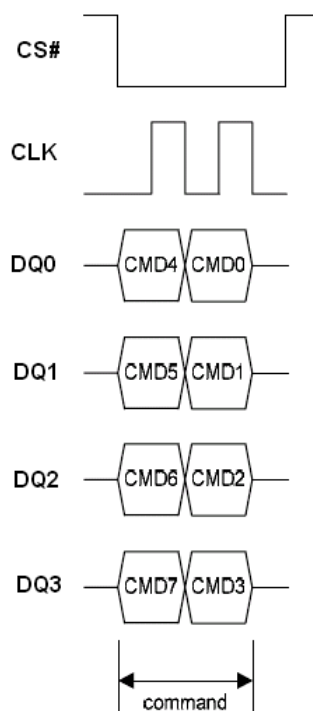 CS#
CLK
DQ0 CMD4 CMD0
DQ1 CMD5 CMD1
DQ2 CMD6 CMD2
DQ3 CMD7 CMD3
command